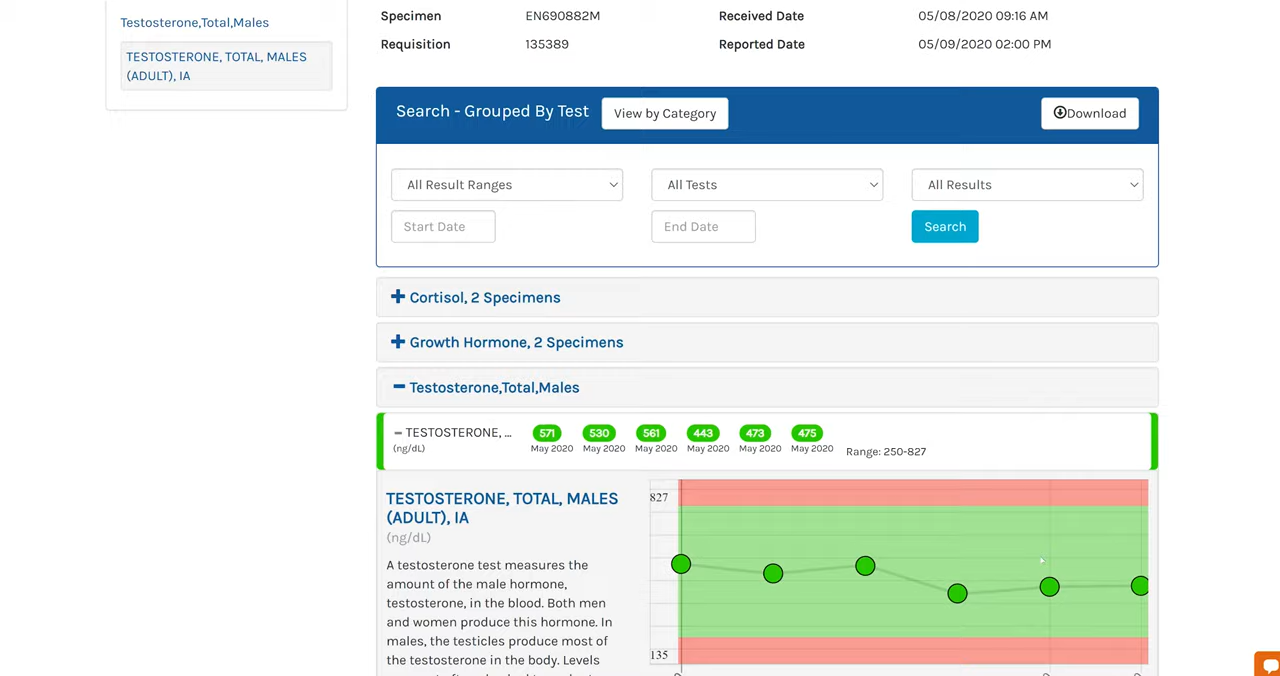 Testosterone,Total,Males
TESTOSTERONE, TOTAL, MALES
(ADULT), IA
Specimen EN690882M Received Date 05/08/2020 09:16 AM
Requisition 135389 Reported Date 05/09/2020 02:00 PM
Search - Grouped By Test View by Category Download
All Result Ranges All Tests All Results
Start Date End Date Search
Cortisol, 2 Specimens
Growth Hormone, 2 Specimens
Testosterone,Total,Males
TESTOSTERONE, ... 571 530 561 443 473 475
(ng/dL) May 2020 May 2020 May 2020 May 2020 May 2020 May 2020 Range: 250-827
TESTOSTERONE, TOTAL, MALES
(ADULT), IA
(ng/dL)
A testosterone test measures the
amount of the male hormone,
testosterone, in the blood. Both men
and women produce this hormone. In
males, the testicles produce most of
the testosterone in the body. Levels
827
135